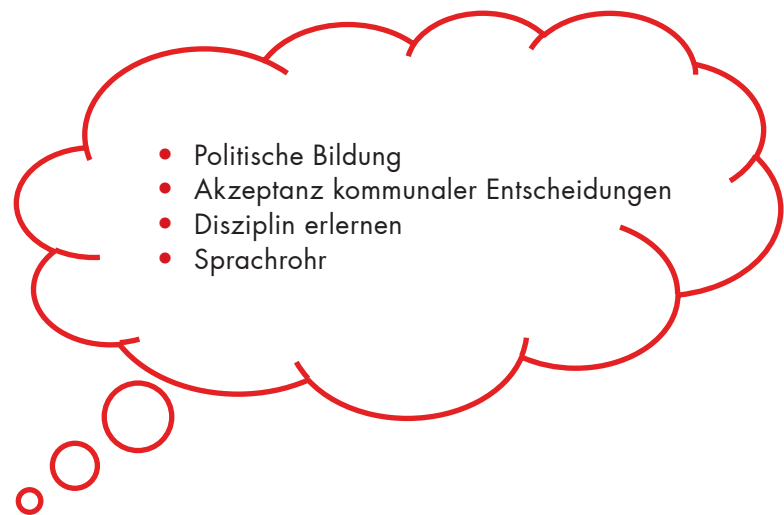 • Politische Bildung
• Akzeptanz kommunaler Entscheidungen
• Disziplin erlernen
• Sprachrohr